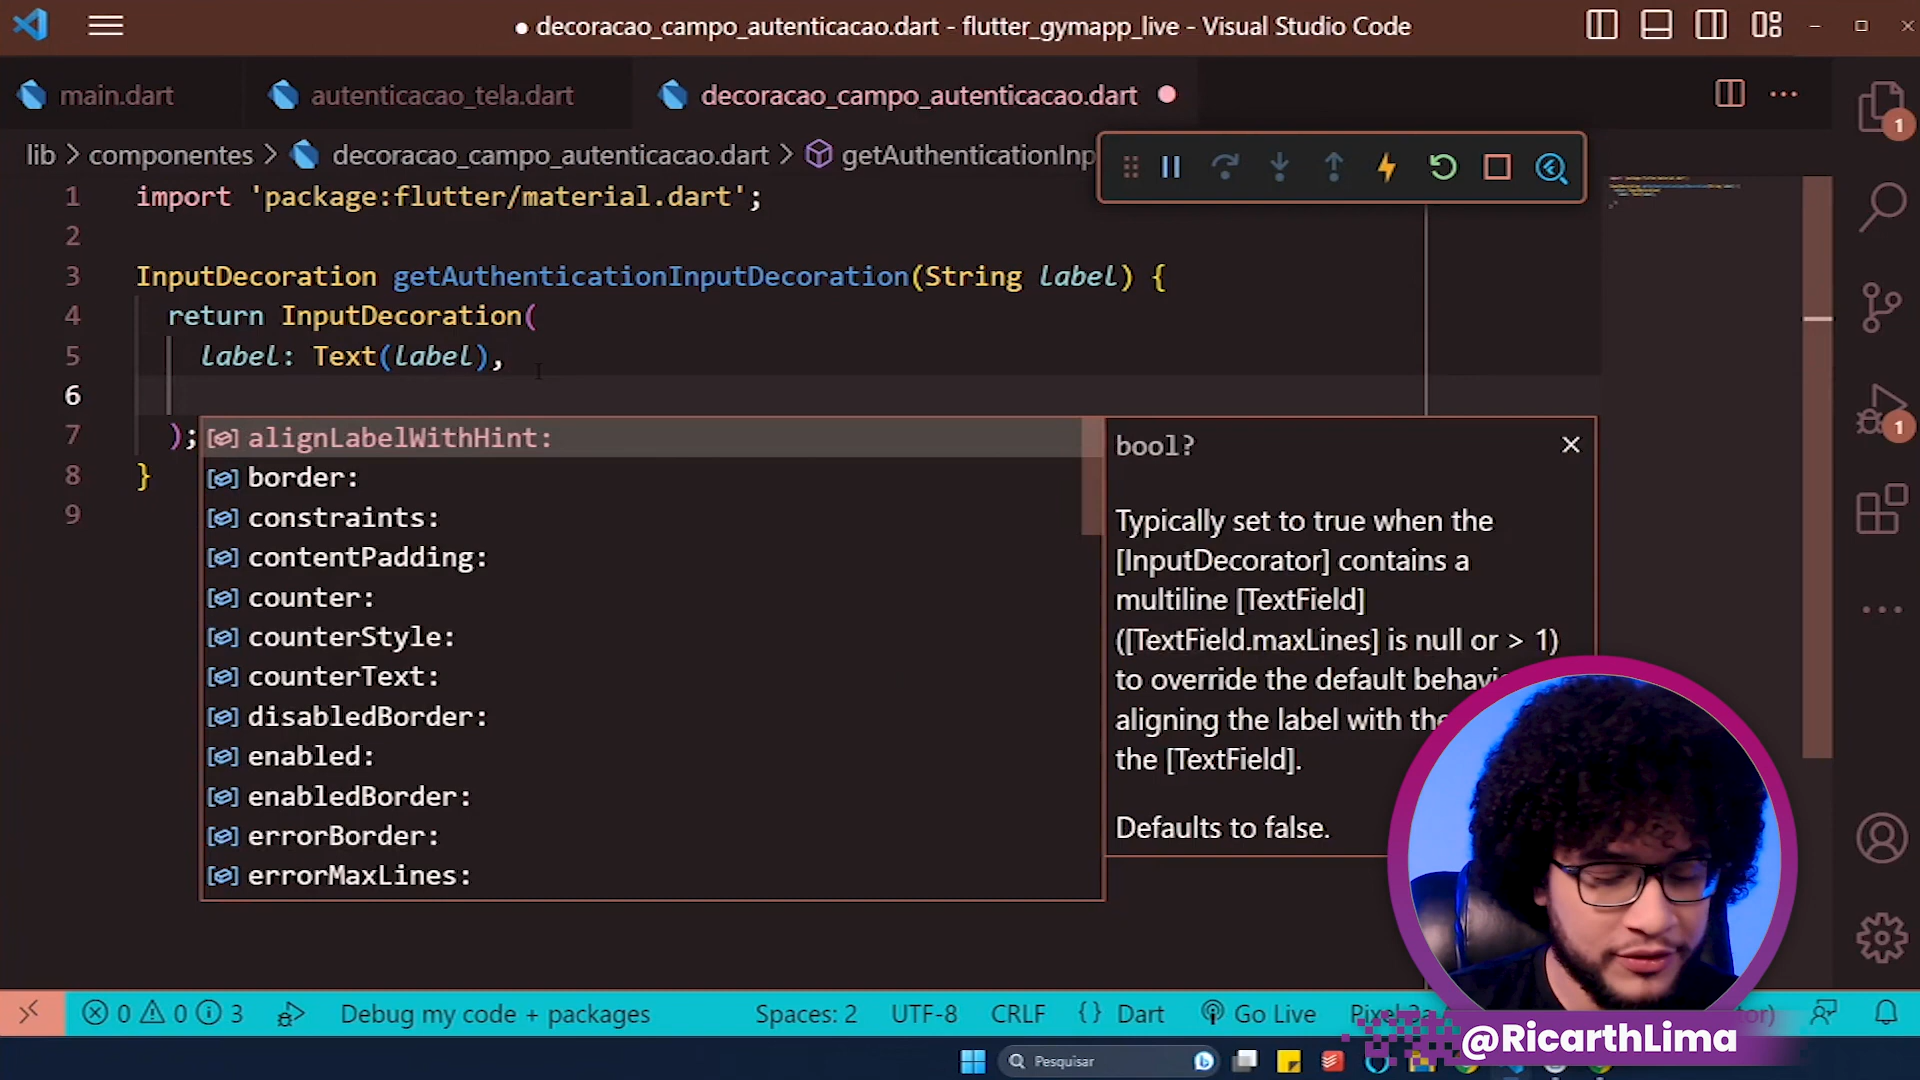 decoracao_campo_autenticacao.dart - flutter_gymapp_live - Visual Studio Code
main.dart
autenticacao_tela.dart
decoracao_campo_autenticacao.dart
lib > componentes > decoracao_campo_autenticacao.dart > getAuthenticationInp
1
1 import 'package:flutter/material.dart';
2
3 InputDecoration getAuthenticationInputDecoration(String label) {
4 return InputDecoration(
5 label: Text(label),
6
7 );
8 }
9
alignLabelWithHint:
border:
constraints:
contentPadding:
counter:
counterStyle:
counterText:
disabledBorder:
enabled:
enabledBorder:
errorBorder:
errorMaxLines:
bool?
Typically set to true when the
[InputDecorator] contains a
multiline [TextField]
([TextField.maxLines] is null or > 1)
to override the default
aligning the label with
the [TextField].
Defaults to false.
1
0 0 3 Debug my code + packages Spaces: 2 UTF-8 CRLF {} Dart Go Live
@RicarthLima
Pesquisar